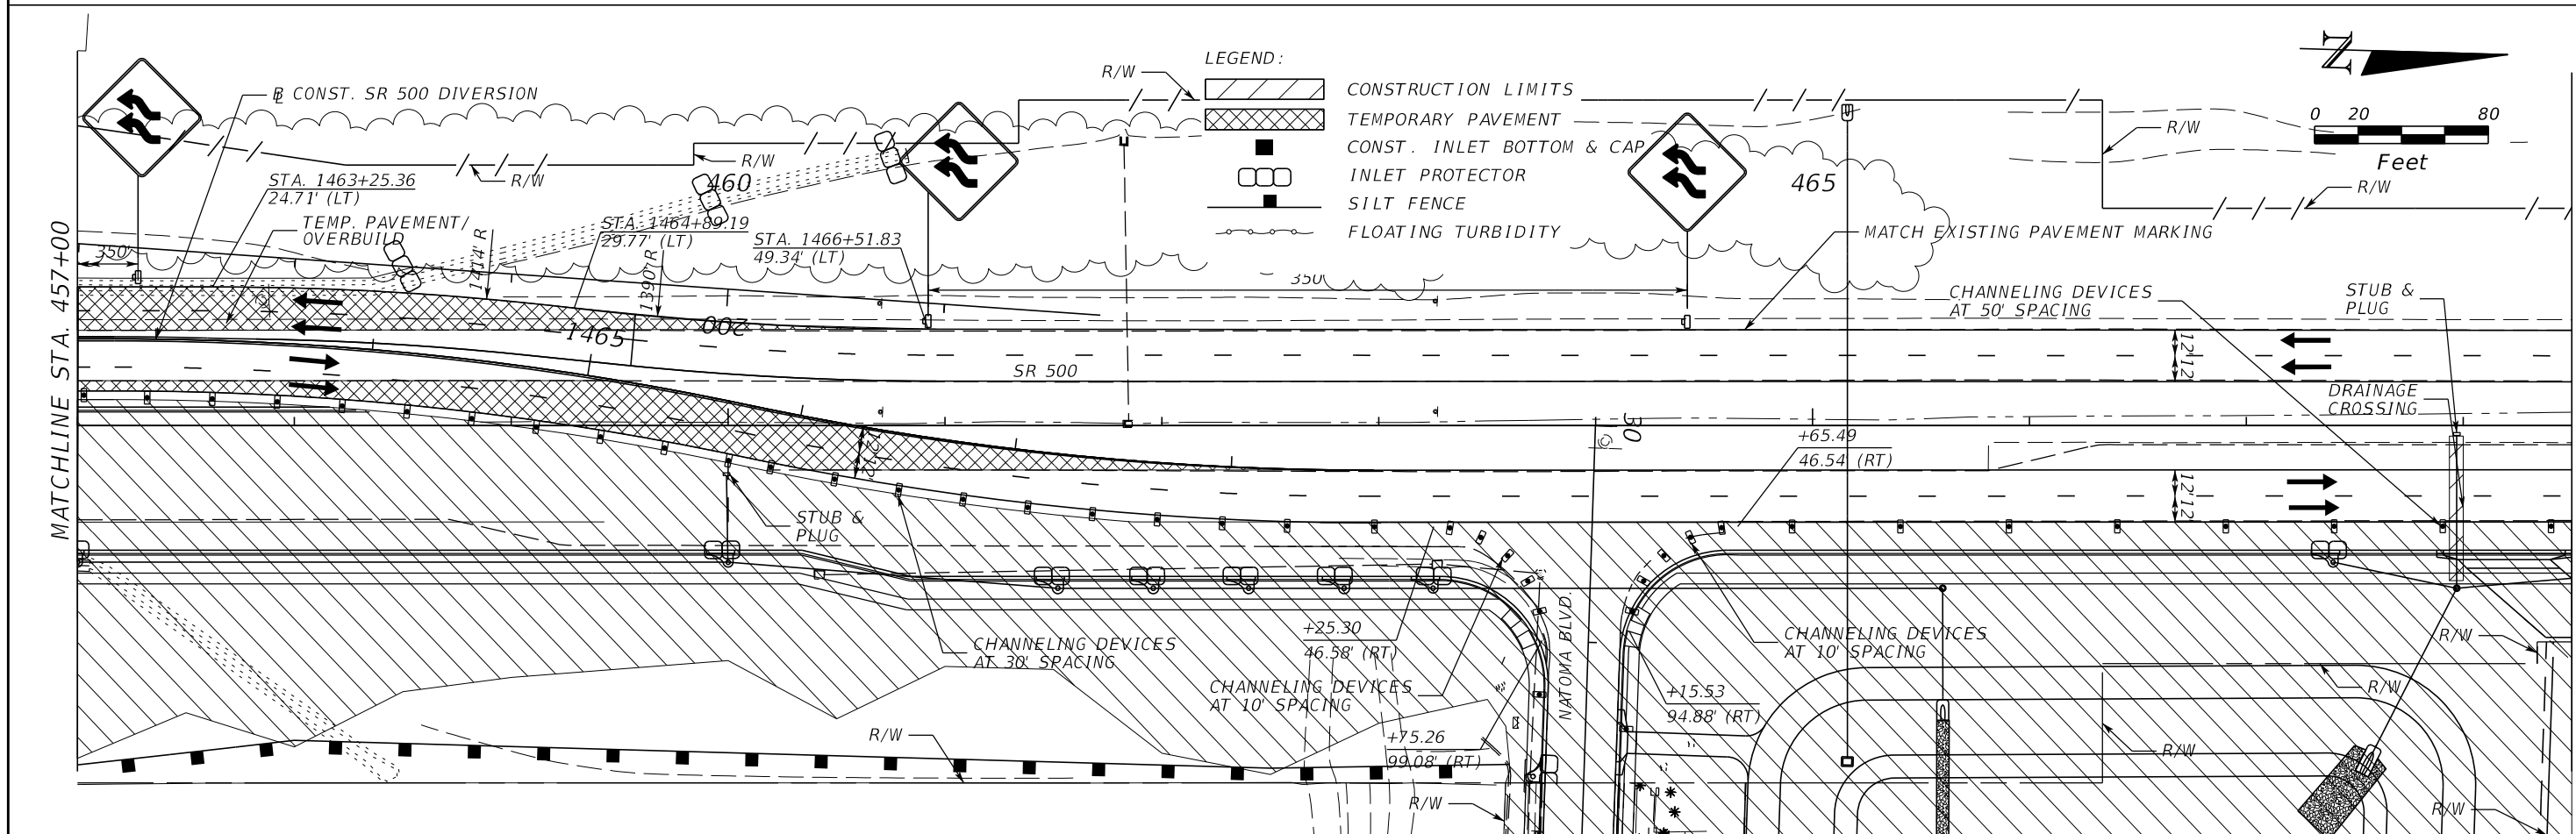 LEGEND:
CONSTRUCTION LIMITS
TEMPORARY PAVEMENT
CONST. INLET BOTTOM & CAP
INLET PROTECTOR
SILT FENCE
FLOATING TURBIDITY
N
0 20 80
Feet
R/W
R/W
R/W
R/W
R/W
℄ CONST. SR 500 DIVERSION
STA. 1463+25.36
24.71' (LT)
TEMP. PAVEMENT/
OVERBUILD
350'
1414' R
460
STA. 1464+89.19
29.77' (LT)
1390' R
STA. 1466+51.83
49.34' (LT)
350'
465
MATCH EXISTING PAVEMENT MARKING
CHANNELING DEVICES
AT 50' SPACING
STUB &
PLUG
MATCHLINE STA. 457+00
1465
200
SR 500
12'
12'
DRAINAGE
CROSSING
30
+65.49
46.54' (RT)
12'
12'
12'
12'
STUB &
PLUG
CHANNELING DEVICES
AT 30' SPACING
+25.30
46.58' (RT)
CHANNELING DEVICES
AT 10' SPACING
NATOMA BLVD.
CHANNELING DEVICES
AT 10' SPACING
+15.53
94.88' (RT)
+75.26
99.08' (RT)
R/W
R/W
R/W
R/W
R/W
R/W